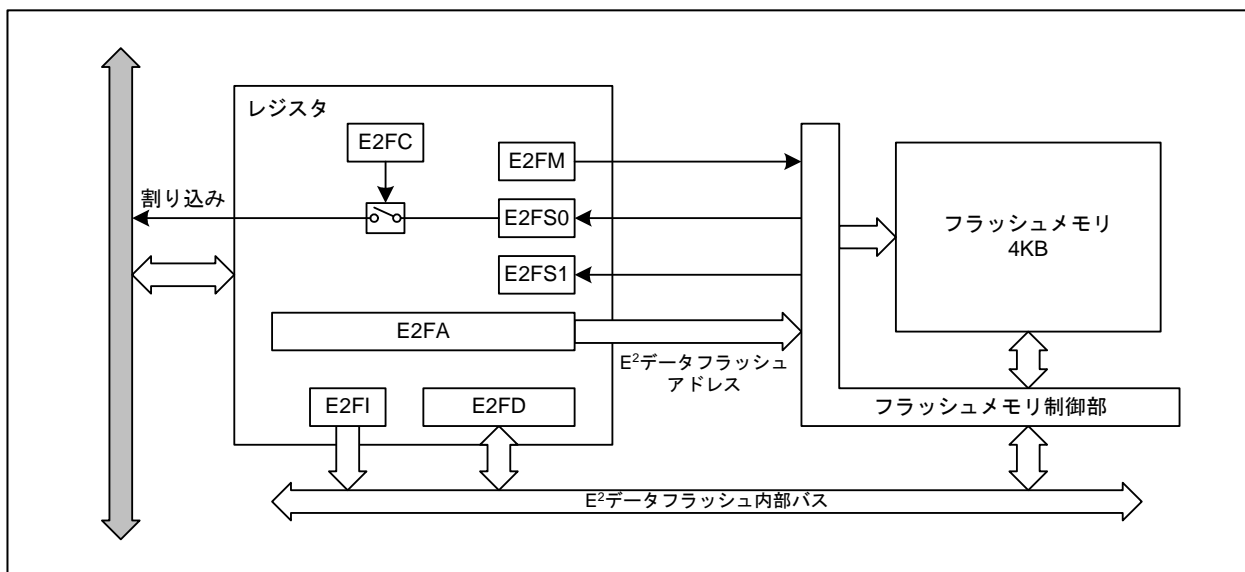 レジスタ
E2FC
E2FM
割り込み
E2FS0
フラッシュメモリ
4KB
E2FS1
E2FA
E²データフラッシュ
アドレス
E2FI
E2FD
フラッシュメモリ制御部
E²データフラッシュ内部バス